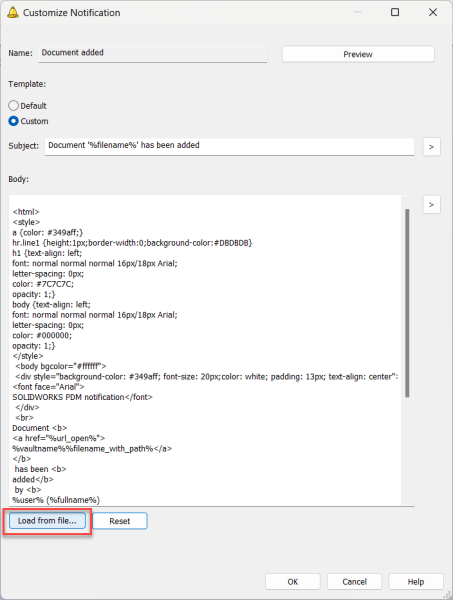 Customize Notification
Name: Document added
Preview
Template:
Default
Custom
Subject: Document '%filename%' has been added >
Body:
>
<html>
<style>
a {color: #349aff;}
hr.line1 {height:1px;border-width:0;background-color:#DBDBDB}
h1 {text-align: left;
font: normal normal normal 16px/18px Arial;
letter-spacing: 0px;
color: #7C7C7C;
opacity: 1;}
body {text-align: left;
font: normal normal normal 16px/18px Arial;
letter-spacing: 0px;
color: #000000;
opacity: 1;}
</style>
<body bgcolor="#ffffff">
<div style="background-color: #349aff; font-size: 20px;color: white; padding: 13px; text-align: center">
<font face="Arial">
SOLIDWORKS PDM notification</font>
</div>
<br>
Document <b>
<a href="%url_open%">
%vaultname%%filename_with_path%</a>
</b>
has been <b>
added</b>
by <b>
%user% (%fullname%)
Load from file... Reset
OK Cancel Help